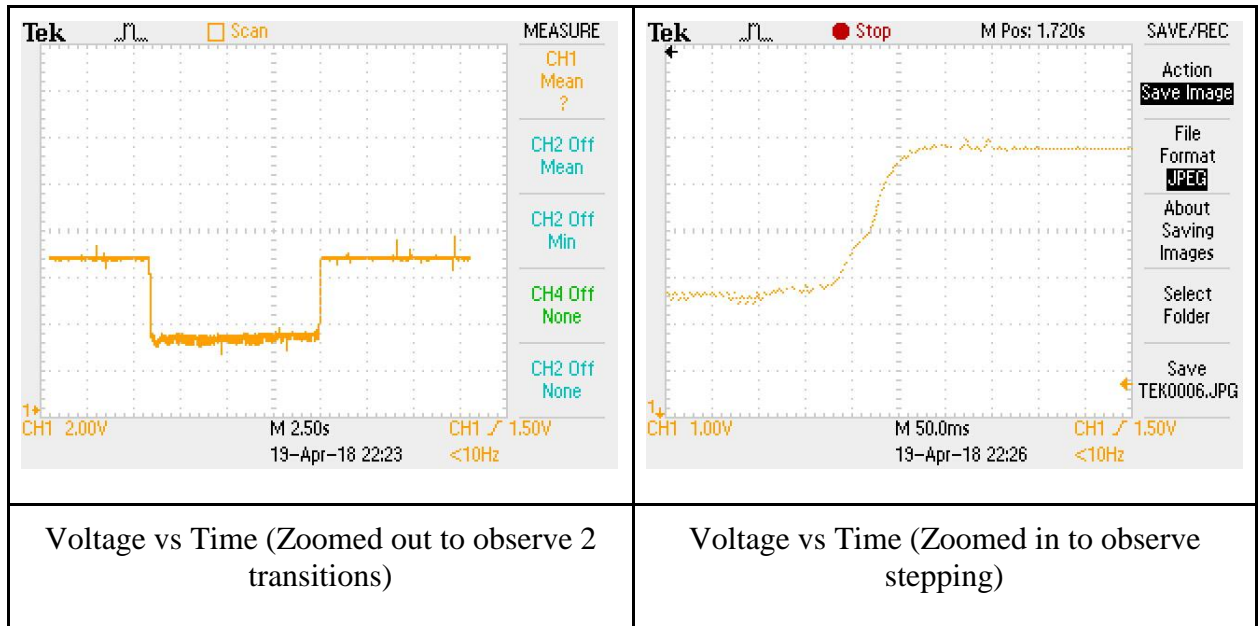 Tek Scan MEASURE
CH1
Mean
?
CH2 Off
Mean
CH2 Off
Min
CH4 Off
None
CH2 Off
None
1
CH1 2.00V M 2.50s CH1 1.50V
19-Apr-18 22:23 <10Hz
Tek Stop M Pos: 1.720s SAVE/REC
Action
Save Image
File
Format
JPEG
About
Saving
Images
Select
Folder
Save
TEK0006.JPG
1
CH1 1.00V M 50.0ms CH1 1.50V
19-Apr-18 22:26 <10Hz
Voltage vs Time (Zoomed out to observe 2
transitions)
Voltage vs Time (Zoomed in to observe
stepping)